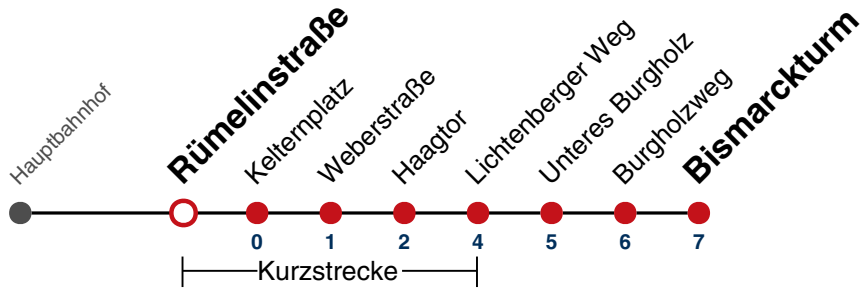 Hauptbahnhof
Rümelinstraße
Kelternplatz
Weberstraße
Haagtor
Lichtenberger Weg
Unteres Burgholz
Burgholzweg
Bismarckturm
0 1 2 4 5 6 7
Kurzstrecke